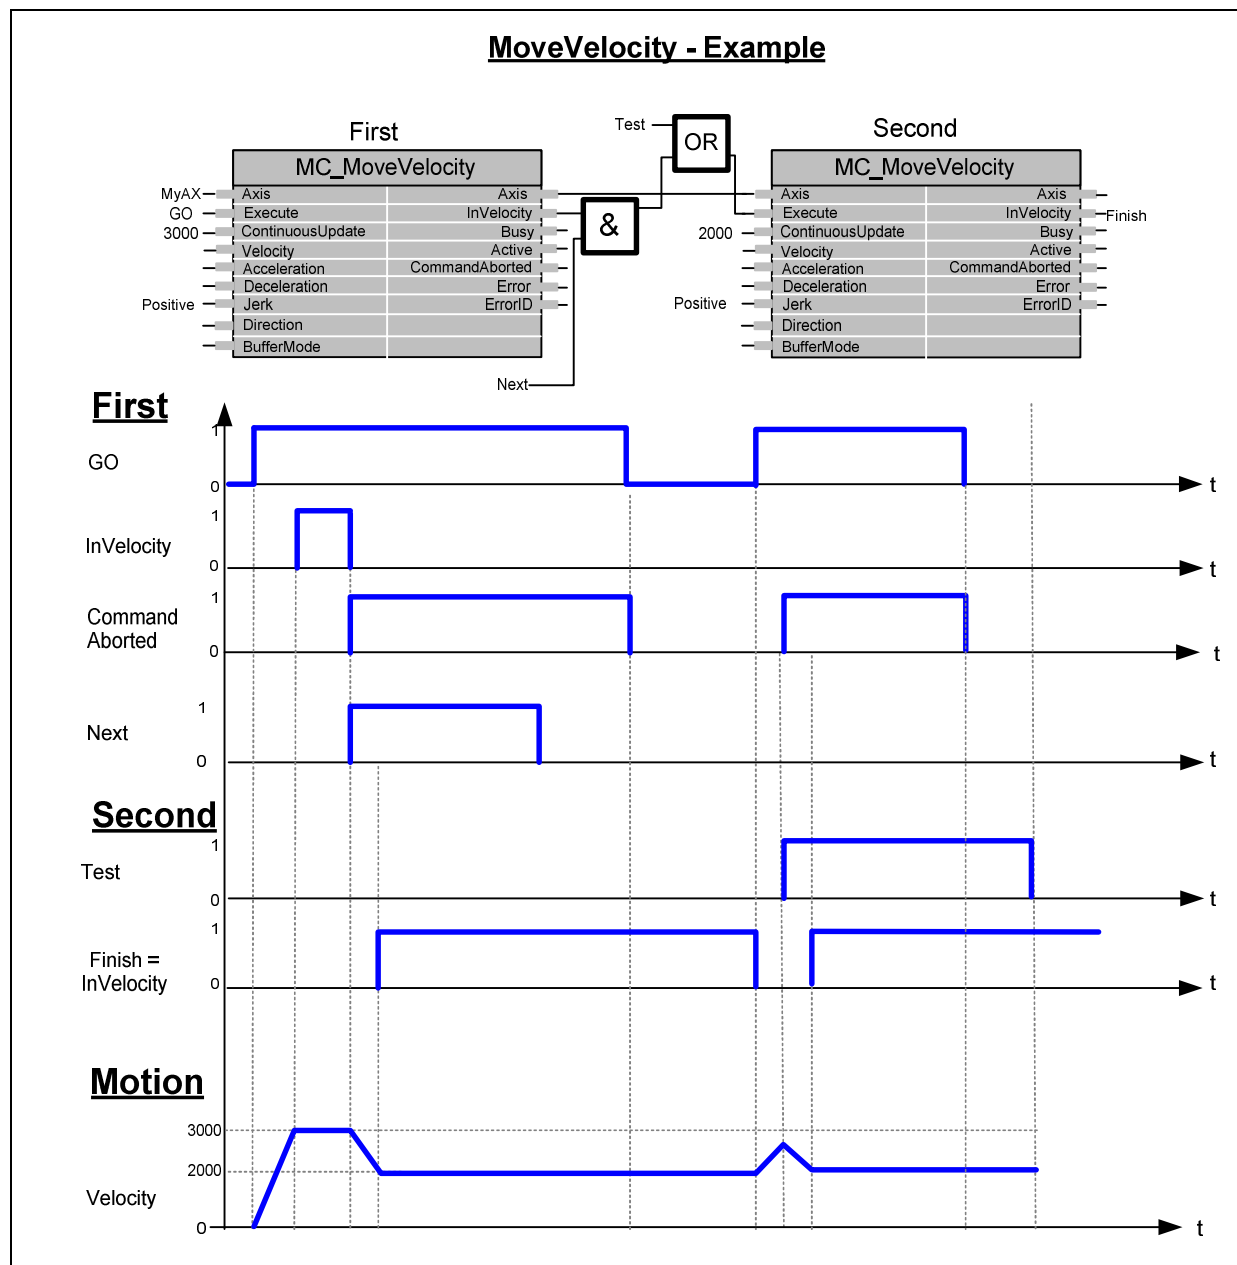 MoveVelocity - Example
First
Test
OR
Second
MC_MoveVelocity
MC_MoveVelocity
MyAX
Axis
Axis
Axis
Axis
GO
Execute
InVelocity
&
Execute
InVelocity
Finish
3000
ContinuousUpdate
Busy
2000
ContinuousUpdate
Busy
Velocity
Active
Velocity
Active
Acceleration
CommandAborted
Acceleration
CommandAborted
Deceleration
Error
Deceleration
Error
Positive
Jerk
ErrorID
Positive
Jerk
ErrorID
Direction
Direction
BufferMode
BufferMode
Next
First
1
GO
0
t
1
InVelocity
0
t
1
Command
Aborted
0
t
1
Next
0
t
Second
1
Test
0
t
1
Finish =
InVelocity
0
t
Motion
3000
2000
Velocity
0
t